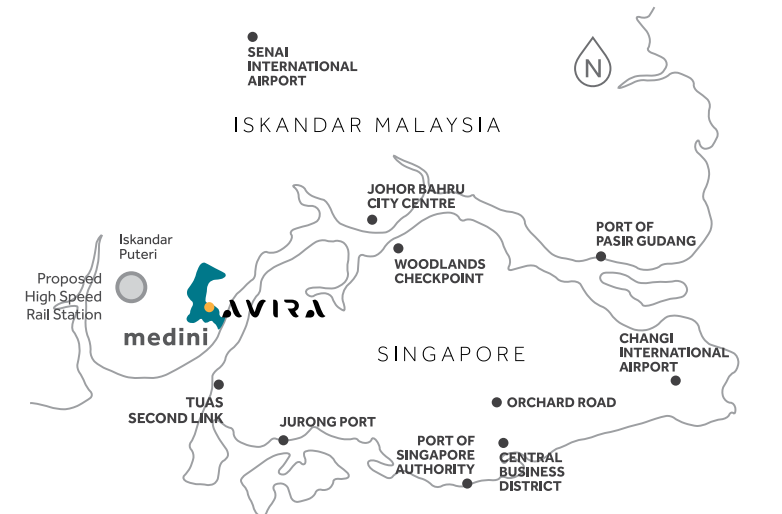 SENAI
INTERNATIONAL
AIRPORT
N
ISKANDAR MALAYSIA
JOHOR BAHRU
CITY CENTRE
PORT OF
PASIR GUDANG
Iskandar
Puteri
WOODLANDS
CHECKPOINT
Proposed
High Speed
Rail Station
AVIRA
medini
SINGAPORE
CHANGI
INTERNATIONAL
AIRPORT
TUAS
SECOND LINK
ORCHARD ROAD
JURONG PORT
PORT OF
SINGAPORE
AUTHORITY
CENTRAL
BUSINESS
DISTRICT